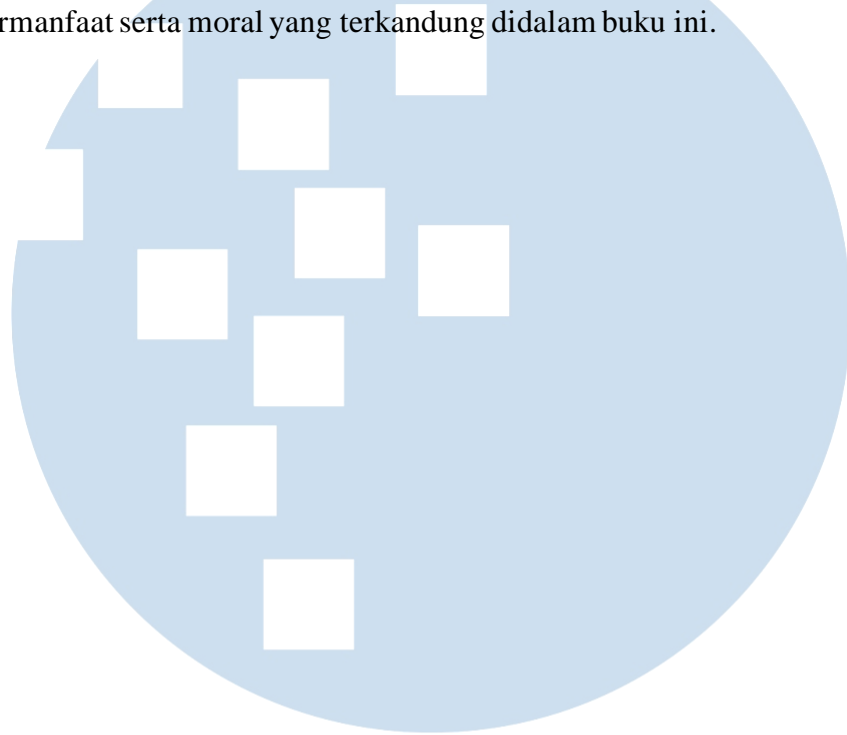 rmanfaat serta moral yang terkandung didalam buku ini.